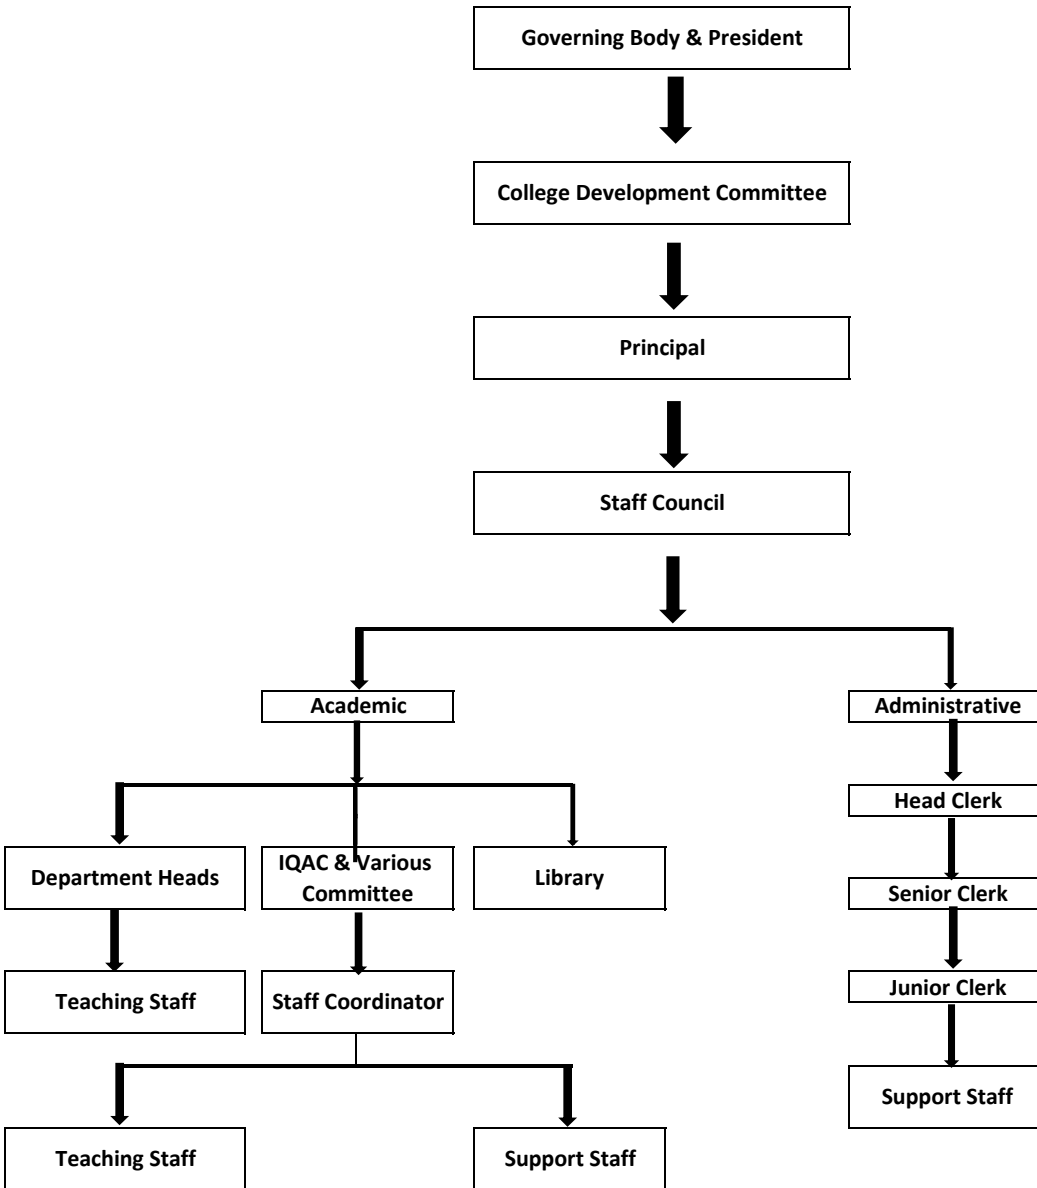 Governing Body & President
College Development Committee
Principal
Staff Council
Academic
Administrative
Head Clerk
Department Heads
IQAC & Various
Committee
Library
Senior Clerk
Teaching Staff
Staff Coordinator
Junior Clerk
Support Staff
Teaching Staff
Support Staff